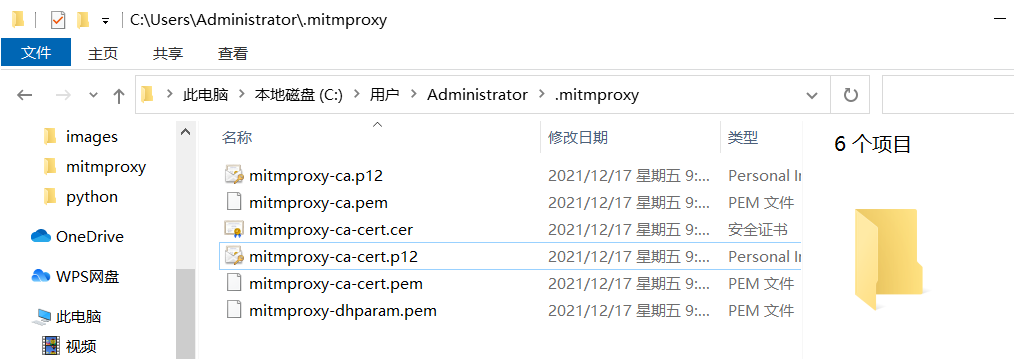 C:\Users\Administrator\.mitmproxy
文件 主页 共享 查看
此电脑 本地磁盘 (C:) 用户 Administrator .mitmproxy
images
mitmproxy
python
OneDrive
WPS网盘
此电脑
视频
名称 修改日期 类型
mitmproxy-ca.p12 2021/12/17 星期五 9:... Personal In
mitmproxy-ca.pem 2021/12/17 星期五 9:... PEM 文件
mitmproxy-ca-cert.cer 2021/12/17 星期五 9:... 安全证书
mitmproxy-ca-cert.p12 2021/12/17 星期五 9:... Personal In
mitmproxy-ca-cert.pem 2021/12/17 星期五 9:... PEM 文件
mitmproxy-dhparam.pem 2021/12/17 星期五 9:... PEM 文件
6 个项目